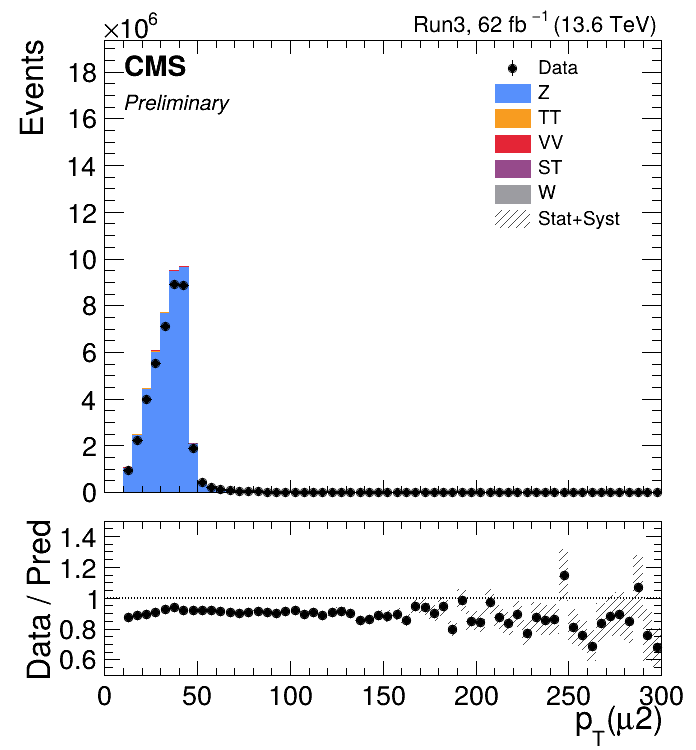 ×10⁶
Run3, 62 fb⁻¹ (13.6 TeV)
Events
CMS
Preliminary
Data
Z
TT
VV
ST
W
Stat+Syst
18
16
14
12
10
8
6
4
2
0
Data / Pred
1.4
1.2
1
0.8
0.6
0 50 100 150 200 250 300
p_T(μ2)